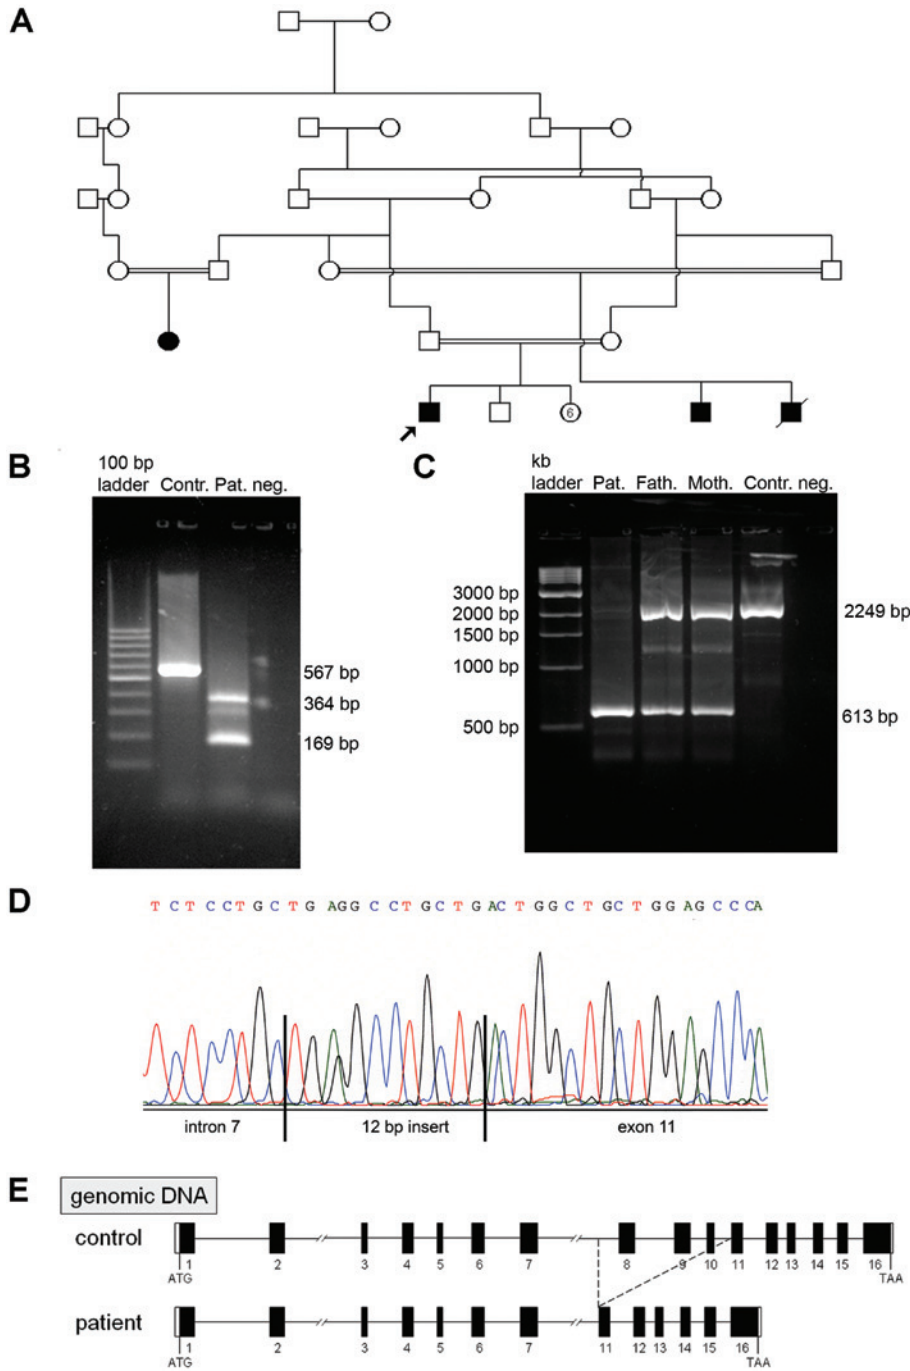 A
6
B
100 bp
ladder Contr. Pat. neg.
567 bp
364 bp
169 bp
C
kb
ladder Pat. Fath. Moth. Contr. neg.
3000 bp
2000 bp
1500 bp
1000 bp
500 bp
2249 bp
613 bp
D
T C T C C T G C T G A G G C C T G C T G A C T G G C T G C T G G A G C C C A
intron 7 12 bp insert exon 11
E
genomic DNA
control
1 2 3 4 5 6 7 8 9 10 11 12 13 14 15 16
ATG TAA
patient
1 2 3 4 5 6 7 11 12 13 14 15 16
ATG TAA